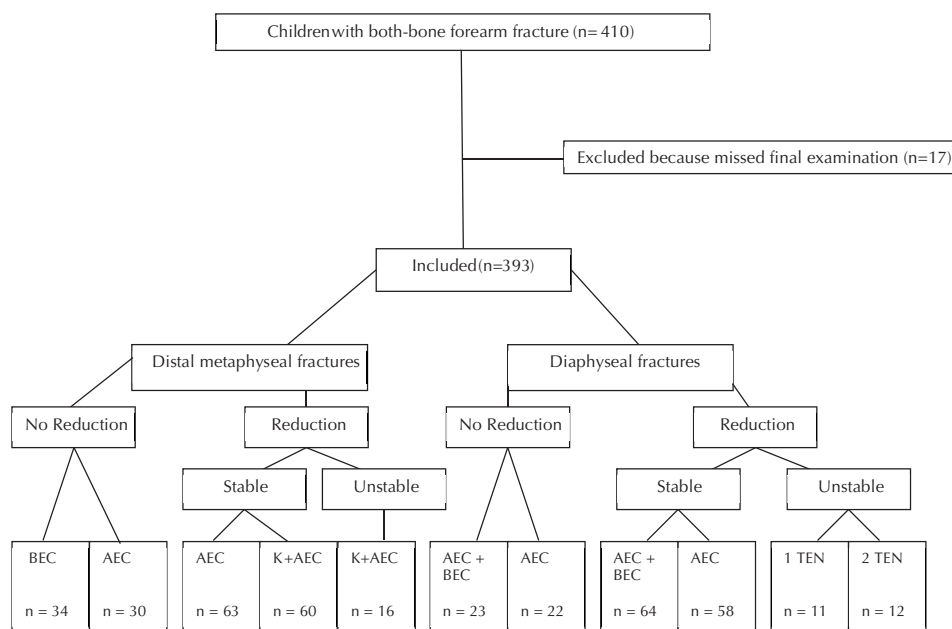 Children with both-bone forearm fracture (n= 410)
Excluded because missed final examination (n=17)
Included (n=393)
Distal metaphyseal fractures
Diaphyseal fractures
No Reduction
Reduction
No Reduction
Reduction
Stable
Unstable
Stable
Unstable
BEC
n = 34
AEC
n = 30
AEC
n = 63
K+AEC
n = 60
K+AEC
n = 16
AEC +
BEC
n = 23
AEC
n = 22
AEC +
BEC
n = 64
AEC
n = 58
1 TEN
n = 11
2 TEN
n = 12